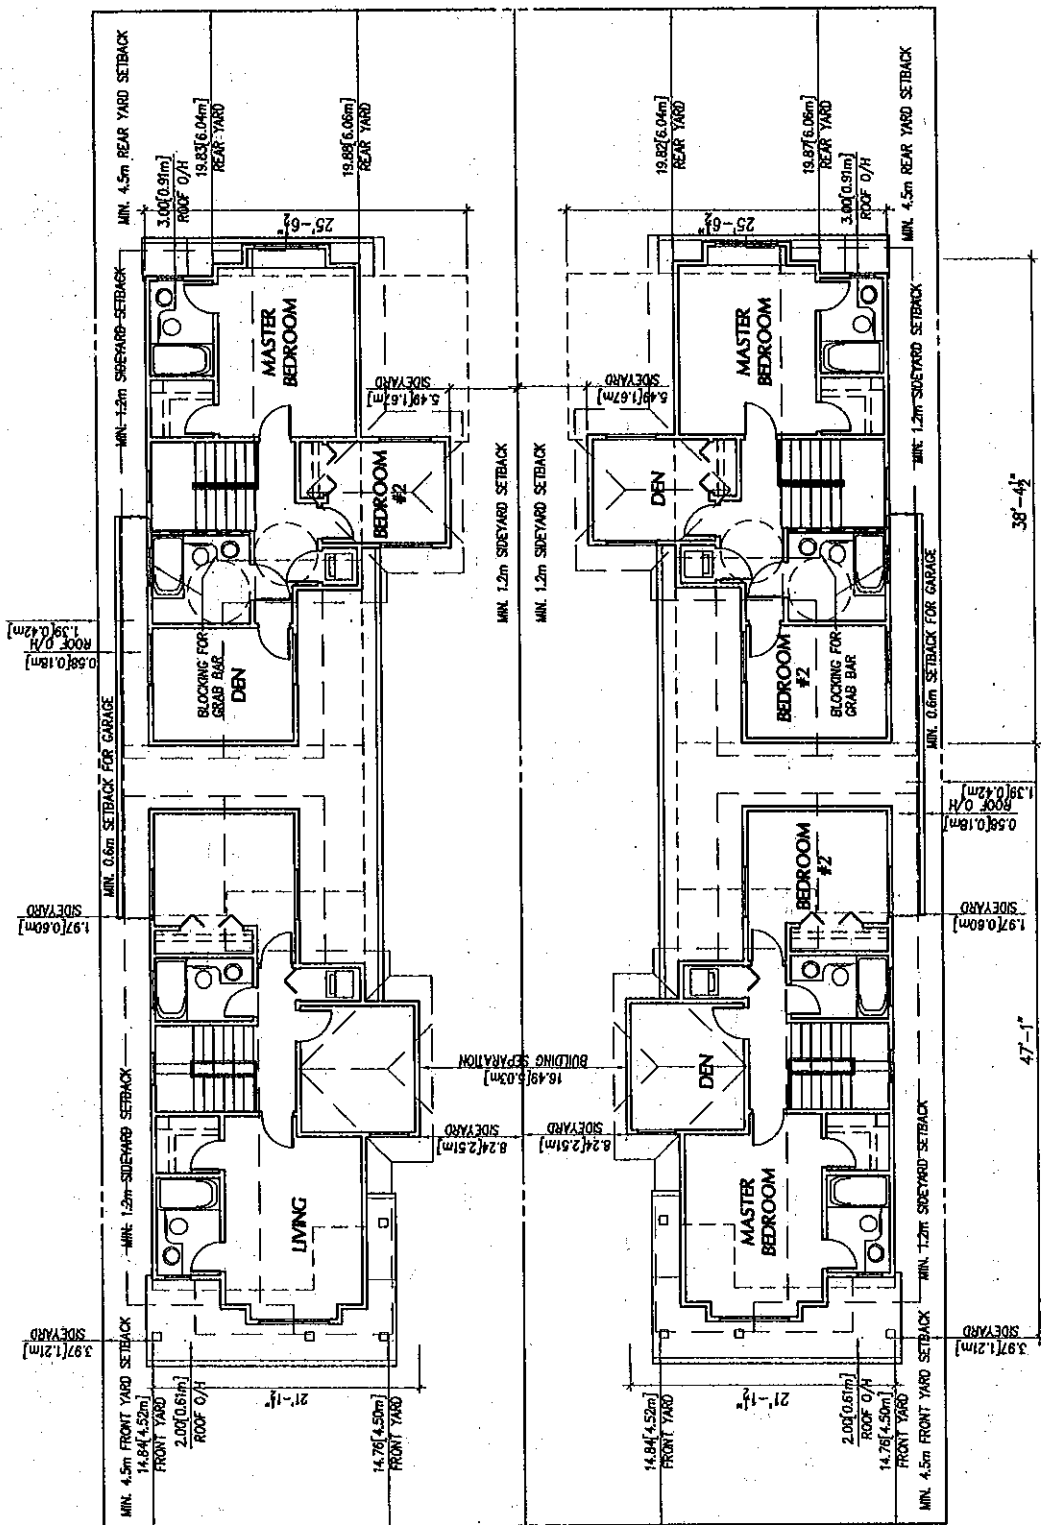 MIN. 4.5m REAR YARD SETBACK
3.00[0.91m]
ROOF O/H
19.83[6.04m]
REAR YARD
19.88[6.06m]
REAR YARD
19.82[6.04m]
REAR YARD
19.87[6.06m]
REAR YARD
3.00[0.91m]
ROOF O/H
MIN. 4.5m REAR YARD SETBACK
25'-6½"
25'-6½"
MIN. 1.2m SIDEYARD SETBACK
MASTER
BEDROOM
SIDEYARD
5.49[1.67m]
SIDEYARD
5.49[1.67m]
MASTER
BEDROOM
MIN. 1.2m SIDEYARD SETBACK
BEDROOM
#2
MIN. 1.2m SIDEYARD SETBACK
MIN. 1.2m SIDEYARD SETBACK
DEN
38'-4½"
1.39[0.42m]
ROOF O/H
0.58[0.18m]
BLOCKING FOR
GRAB BAR
DEN
BEDROOM
#2
BLOCKING FOR
GRAB BAR
MIN. 0.6m SETBACK FOR GARAGE
MIN. 0.6m SETBACK FOR GARAGE
1.39[0.42m]
ROOF O/H
0.58[0.18m]
SIDEYARD
1.97[0.60m]
BEDROOM
#2
SIDEYARD
1.97[0.60m]
47'-1"
BUILDING SEPARATION
16.49[5.03m]
DEN
MIN. 1.2m SIDEYARD SETBACK
SIDEYARD
8.24[2.51m]
SIDEYARD
8.24[2.51m]
LIVING
MASTER
BEDROOM
MIN. 1.2m SIDEYARD SETBACK
SIDEYARD
3.97[1.21m]
SIDEYARD
3.97[1.21m]
MIN. 4.5m FRONT YARD SETBACK
14.84[4.52m]
FRONT YARD
2.00[0.61m]
ROOF O/H
21'-1½"
14.76[4.50m]
FRONT YARD
14.84[4.52m]
FRONT YARD
21'-1½"
2.00[0.61m]
ROOF O/H
14.76[4.50m]
FRONT YARD
MIN. 4.5m FRONT YARD SETBACK